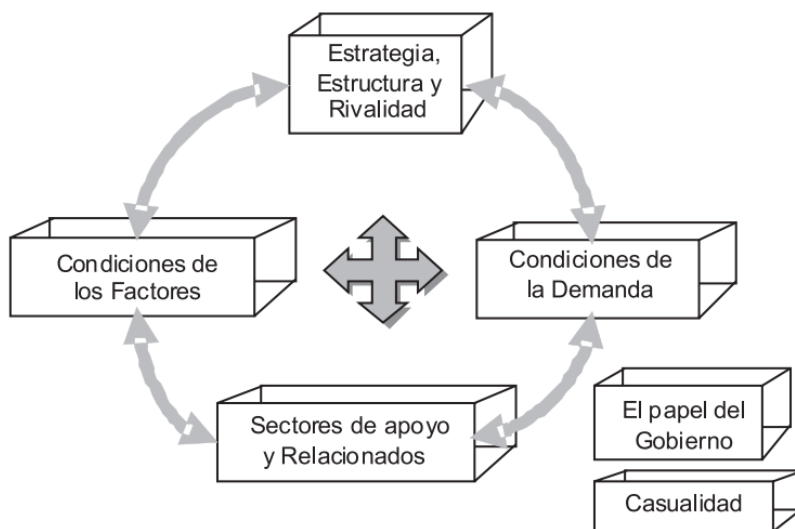 Estrategia,
Estructura y
Rivalidad
Condiciones de
los Factores
Condiciones de
la Demanda
Sectores de apoyo
y Relacionados
El papel del
Gobierno
Casualidad